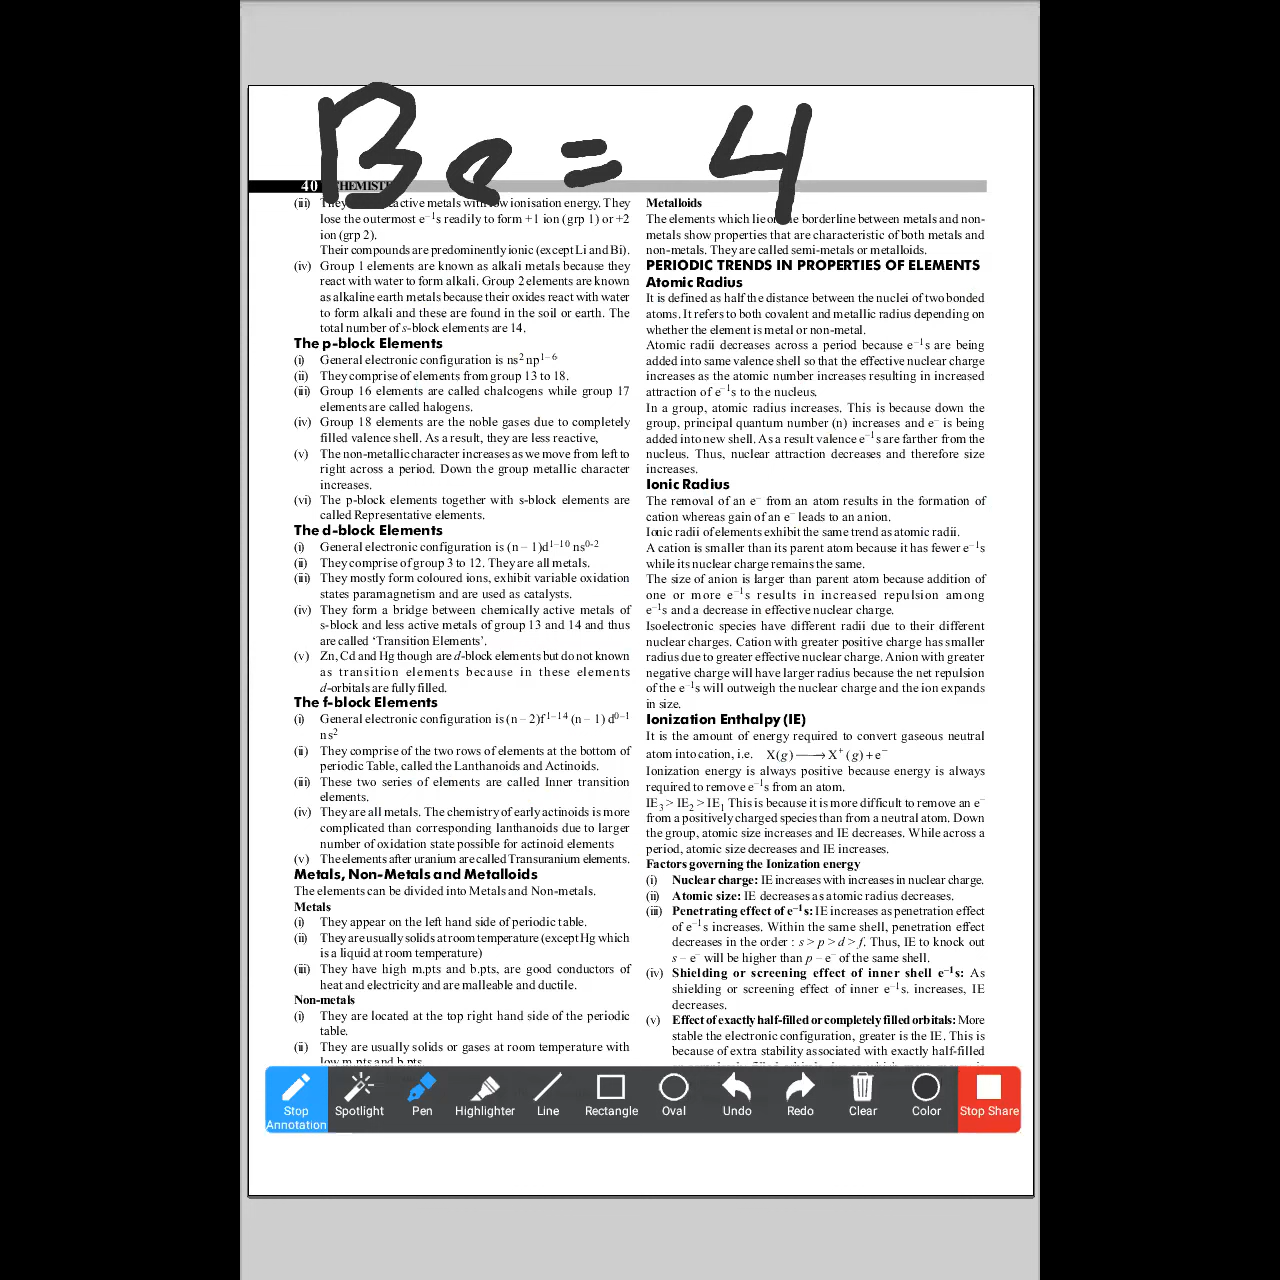 Be = 4
40 CHEMIST
(iii) They active metals with low ionisation energy. They
lose the outermost e⁻¹s readily to form +1 ion (grp 1) or +2
ion (grp 2).
Their compounds are predominently ionic (except Li and Bi).
(iv) Group 1 elements are known as alkali metals because they
react with water to form alkali. Group 2 elements are known
as alkaline earth metals because their oxides react with water
to form alkali and these are found in the soil or earth. The
total number of s-block elements are 14.
The p-block Elements
(i) General electronic configuration is ns² np¹⁻⁶
(ii) They comprise of elements from group 13 to 18.
(iii) Group 16 elements are called chalcogens while group 17
elements are called halogens.
(iv) Group 18 elements are the noble gases due to completely
filled valence shell. As a result, they are less reactive,
(v) The non-metallic character increases as we move from left to
right across a period. Down the group metallic character
increases.
(vi) The p-block elements together with s-block elements are
called Representative elements.
The d-block Elements
(i) General electronic configuration is (n – 1)d¹⁻¹⁰ ns⁰⁻²
(ii) They comprise of group 3 to 12. They are all metals.
(iii) They mostly form coloured ions, exhibit variable oxidation
states paramagnetism and are used as catalysts.
(iv) They form a bridge between chemically active metals of
s-block and less active metals of group 13 and 14 and thus
are called ‘Transition Elements’.
(v) Zn, Cd and Hg though are d-block elements but do not known
as transition elements because in these elements
d-orbitals are fully filled.
The f-block Elements
(i) General electronic configuration is (n – 2)f¹⁻¹⁴ (n – 1) d⁰⁻¹
ns²
(ii) They comprise of the two rows of elements at the bottom of
periodic Table, called the Lanthanoids and Actinoids.
(iii) These two series of elements are called Inner transition
elements.
(iv) They are all metals. The chemistry of early actinoids is more
complicated than corresponding lanthanoids due to larger
number of oxidation state possible for actinoid elements
(v) The elements after uranium are called Transuranium elements.
Metals, Non-Metals and Metalloids
The elements can be divided into Metals and Non-metals.
Metals
(i) They appear on the left hand side of periodic table.
(ii) They are usually solids at room temperature (except Hg which
is a liquid at room temperature)
(iii) They have high m.pts and b.pts, are good conductors of
heat and electricity and are malleable and ductile.
Non-metals
(i) They are located at the top right hand side of the periodic
table.
(ii) They are usually solids or gases at room temperature with
low m.pts and b.pts.
Metalloids
The elements which lie on the borderline between metals and non-
metals show properties that are characteristic of both metals and
non-metals. They are called semi-metals or metalloids.
PERIODIC TRENDS IN PROPERTIES OF ELEMENTS
Atomic Radius
It is defined as half the distance between the nuclei of two bonded
atoms. It refers to both covalent and metallic radius depending on
whether the element is metal or non-metal.
Atomic radii decreases across a period because e⁻¹s are being
added into same valence shell so that the effective nuclear charge
increases as the atomic number increases resulting in increased
attraction of e⁻¹s to the nucleus.
In a group, atomic radius increases. This is because down the
group, principal quantum number (n) increases and e⁻ is being
added into new shell. As a result valence e⁻¹s are farther from the
nucleus. Thus, nuclear attraction decreases and therefore size
increases.
Ionic Radius
The removal of an e⁻ from an atom results in the formation of
cation whereas gain of an e⁻ leads to an anion.
Ionic radii of elements exhibit the same trend as atomic radii.
A cation is smaller than its parent atom because it has fewer e⁻¹s
while its nuclear charge remains the same.
The size of anion is larger than parent atom because addition of
one or more e⁻¹s results in increased repulsion among
e⁻¹s and a decrease in effective nuclear charge.
Isoelectronic species have different radii due to their different
nuclear charges. Cation with greater positive charge has smaller
radius due to greater effective nuclear charge. Anion with greater
negative charge will have larger radius because the net repulsion
of the e⁻¹s will outweigh the nuclear charge and the ion expands
in size.
Ionization Enthalpy (IE)
It is the amount of energy required to convert gaseous neutral
atom into cation, i.e. X(g) ⟶ X⁺ (g) + e⁻
Ionization energy is always positive because energy is always
required to remove e⁻¹s from an atom.
IE₃ > IE₂ > IE₁ This is because it is more difficult to remove an e⁻
from a positively charged species than from a neutral atom. Down
the group, atomic size increases and IE decreases. While across a
period, atomic size decreases and IE increases.
Factors governing the Ionization energy
(i) Nuclear charge: IE increases with increases in nuclear charge.
(ii) Atomic size: IE decreases as atomic radius decreases.
(iii) Penetrating effect of e⁻¹s: IE increases as penetration effect
of e⁻¹s increases. Within the same shell, penetration effect
decreases in the order : s > p > d > f. Thus, IE to knock out
s – e⁻ will be higher than p – e⁻ of the same shell.
(iv) Shielding or screening effect of inner shell e⁻¹s: As
shielding or screening effect of inner e⁻¹s. increases, IE
decreases.
(v) Effect of exactly half-filled or completely filled orbitals: More
stable the electronic configuration, greater is the IE. This is
because of extra stability associated with exactly half-filled
Stop Annotation
Spotlight
Pen
Highlighter
Line
Rectangle
Oval
Undo
Redo
Clear
Color
Stop Share